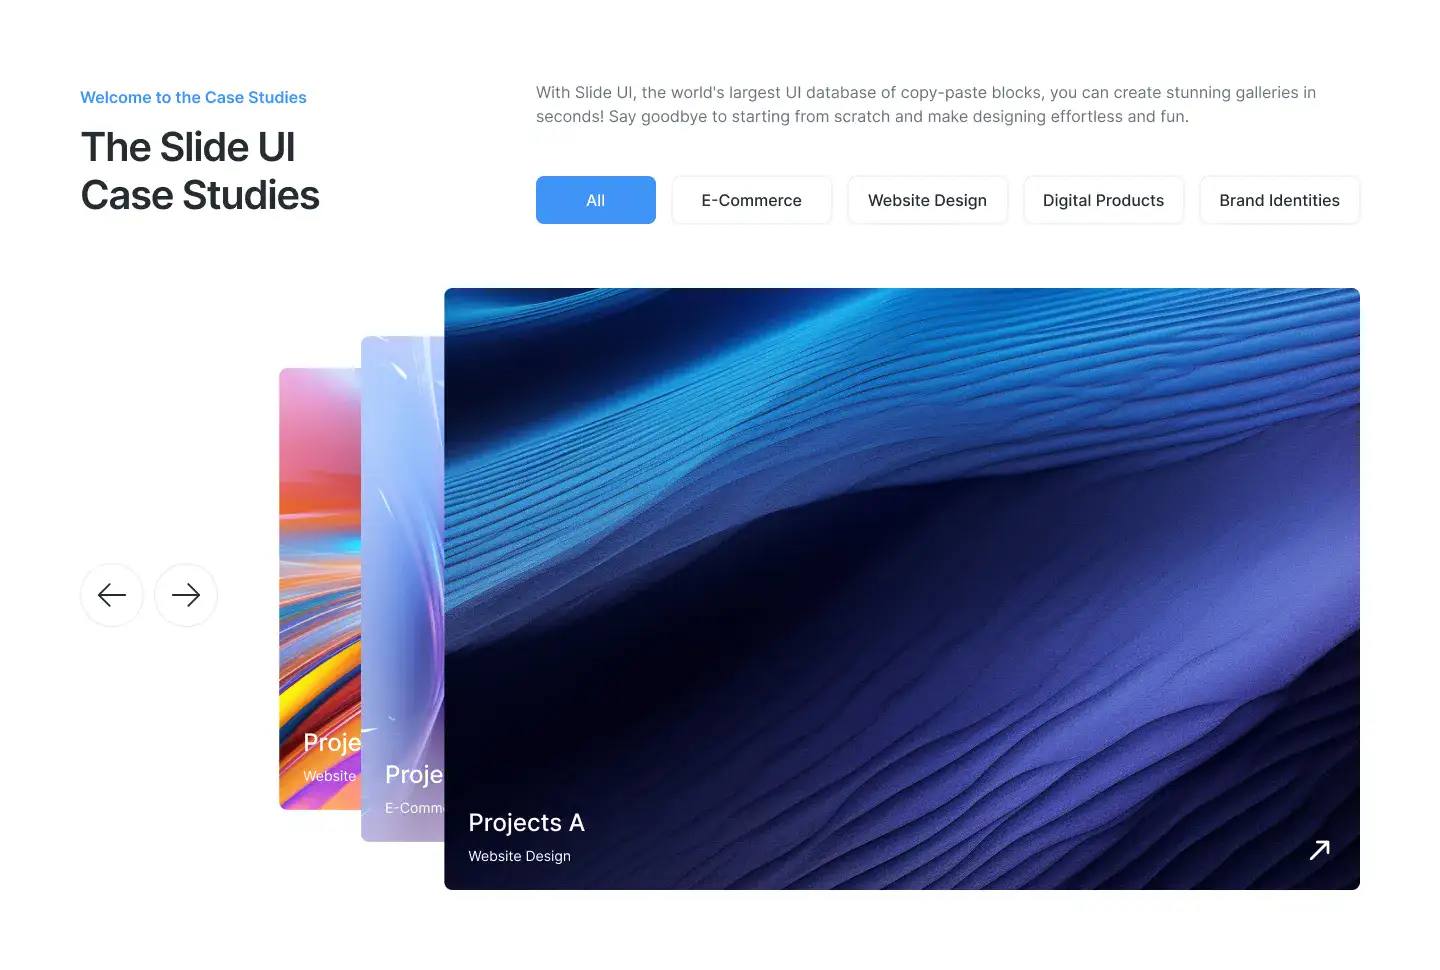 Welcome to the Case Studies
The Slide UI
Case Studies
With Slide UI, the world's largest UI database of copy-paste blocks, you can create stunning galleries in
seconds! Say goodbye to starting from scratch and make designing effortless and fun.
All
E-Commerce
Website Design
Digital Products
Brand Identities
Proje
Website
Proje
E-Comm
Projects A
Website Design